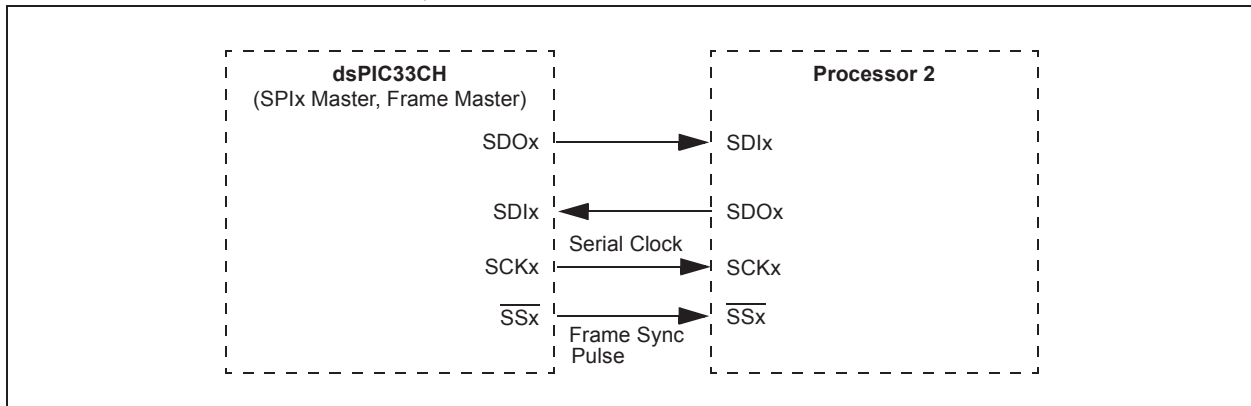 dsPIC33CH
(SPIx Master, Frame Master)
Processor 2
SDOx
SDIx
SDIx
SDOx
Serial Clock
SCKx
SCKx
SSx
SSx
Frame Sync
Pulse